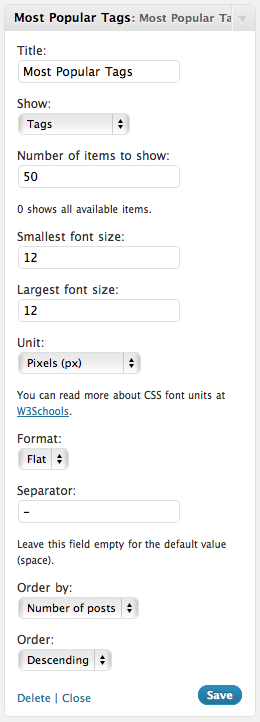 Most Popular Tags: Most Popular Ta
Title:
Most Popular Tags
Show:
Tags
Number of items to show:
50
0 shows all available items.
Smallest font size:
12
Largest font size:
12
Unit:
Pixels (px)
You can read more about CSS font units at
W3Schools.
Format:
Flat
Separator:
–
Leave this field empty for the default value
(space).
Order by:
Number of posts
Order:
Descending
Delete | Close
Save